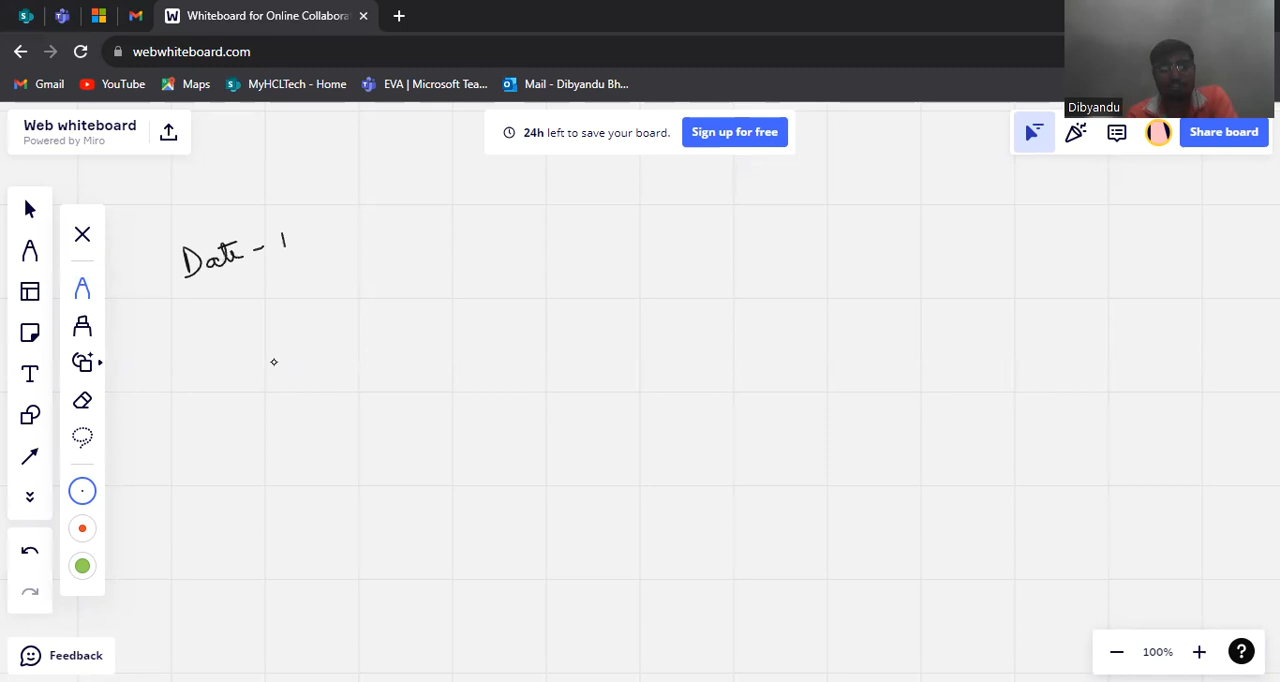 Whiteboard for Online Collabora
webwhiteboard.com
Gmail
YouTube
Maps
MyHCLTech - Home
EVA | Microsoft Tea...
Mail - Dibyandu Bh...
Dibyandu
Web whiteboard
Powered by Miro
24h left to save your board.
Sign up for free
Share board
Date - 1
Feedback
100%